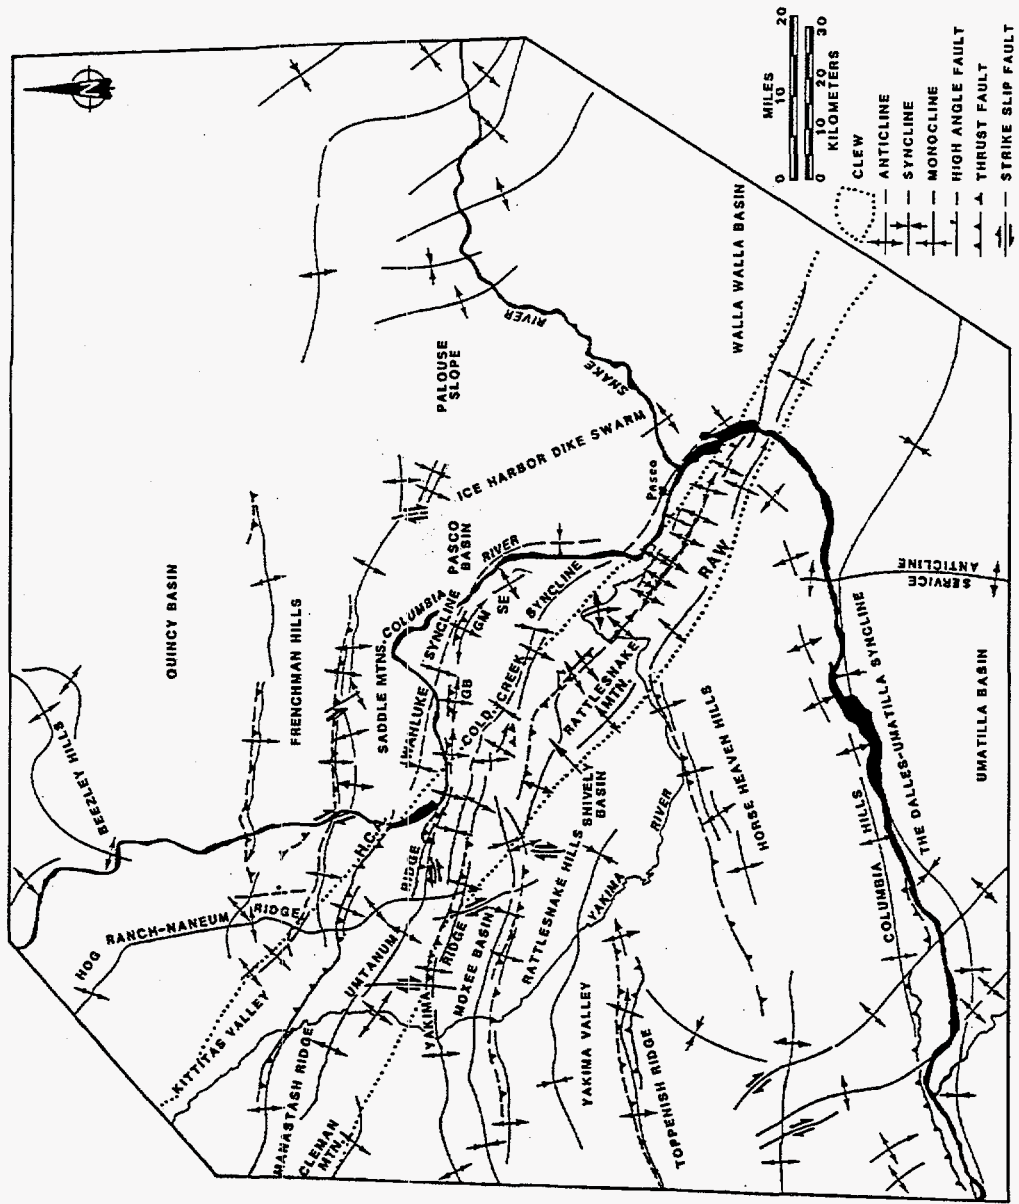 N
BEEZLEY HILLS
QUINCY BASIN
HOG RANCH-NANEUM
RIDGE
FRENCHMAN HILLS
KITTITAS VALLEY
H.C.A.
SADDLE MTNS.
COLUMBIA
RIVER
PASCO
BASIN
PALOUSE
SLOPE
ICE HARBOR DIKE SWARM
SNAKE
RIVER
MANASTASH RIDGE
CLEMAN
MTN.
UMTANUM
RIDGE
WAHLUKE SYNCLINE
GB
GM
SE
COLD CREEK
SYNCLINE
YAKIMA
RIDGE
MOXEE BASIN
RATTLESNAKE HILLS
SHIVELY
BASIN
RATTLESNAKE
MTN.
RAW
PASCO
WALLA WALLA BASIN
YAKIMA
RIVER
YAKIMA VALLEY
TOPPENISH RIDGE
HORSE HEAVEN HILLS
COLUMBIA
HILLS
THE DALLES-UMATILLA SYNCLINE
SERVICE
ANTICLINE
UMATILLA BASIN
MILES
0 10 20
0 10 20 30
KILOMETERS
CLEW
ANTICLINE
SYNCLINE
MONOCLINE
HIGH ANGLE FAULT
THRUST FAULT
STRIKE SLIP FAULT